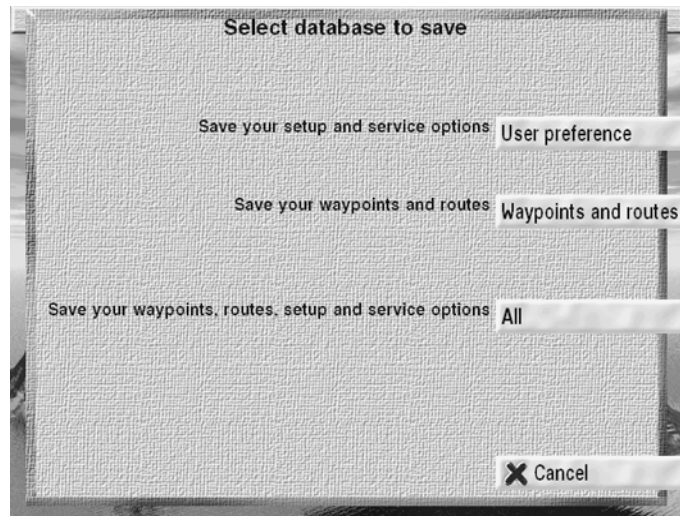 Select database to save
Save your setup and service options User preference
Save your waypoints and routes Waypoints and routes
Save your waypoints, routes, setup and service options All
Cancel